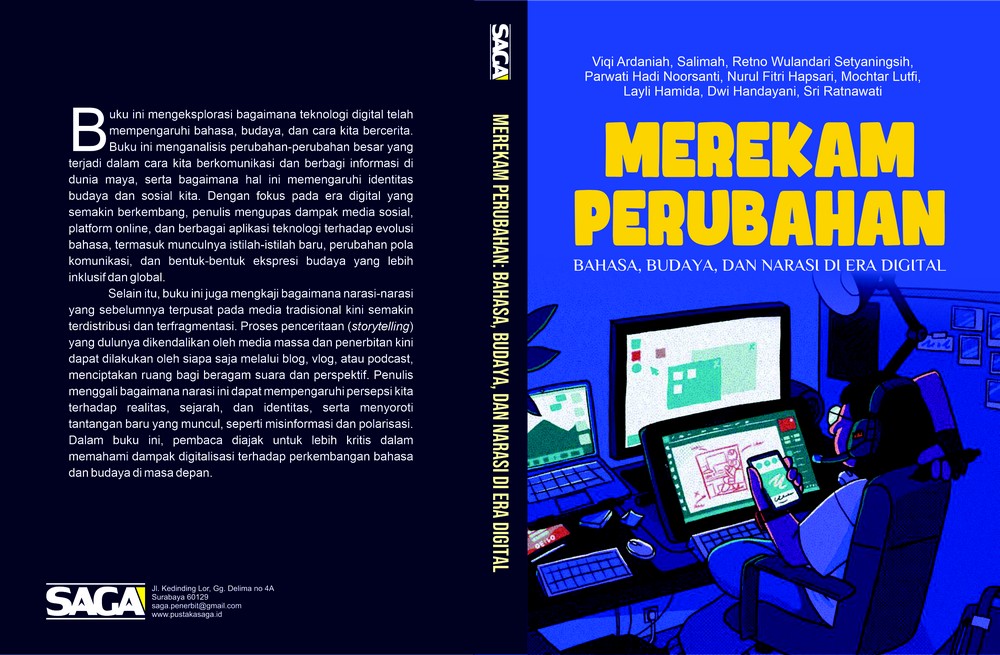 Buku ini mengeksplorasi bagaimana teknologi digital telah
mempengaruhi bahasa, budaya, dan cara kita bercerita.
Buku ini menganalisis perubahan-perubahan besar yang
terjadi dalam cara kita berkomunikasi dan berbagi informasi di
dunia maya, serta bagaimana hal ini memengaruhi identitas
budaya dan sosial kita. Dengan fokus pada era digital yang
semakin berkembang, penulis mengupas dampak media sosial,
platform online, dan berbagai aplikasi teknologi terhadap evolusi
bahasa, termasuk munculnya istilah-istilah baru, perubahan pola
komunikasi, dan bentuk-bentuk ekspresi budaya yang lebih
inklusif dan global.
Selain itu, buku ini juga mengkaji bagaimana narasi-narasi
yang sebelumnya terpusat pada media tradisional kini semakin
terdistribusi dan terfragmentasi. Proses penceritaan (storytelling)
yang dulunya dikendalikan oleh media massa dan penerbitan kini
dapat dilakukan oleh siapa saja melalui blog, vlog, atau podcast,
menciptakan ruang bagi beragam suara dan perspektif. Penulis
menggali bagaimana narasi ini dapat mempengaruhi persepsi kita
terhadap realitas, sejarah, dan identitas, serta menyoroti
tantangan baru yang muncul, seperti misinformasi dan polarisasi.
Dalam buku ini, pembaca diajak untuk lebih kritis dalam
memahami dampak digitalisasi terhadap perkembangan bahasa
dan budaya di masa depan.
SAGA
Jl. Kedinding Lor, Gg. Delima no 4A
Surabaya 60129
saga.penerbit@gmail.com
www.pustakasaga.id
SAGA
MEREKAM PERUBAHAN: BAHASA, BUDAYA, DAN NARASI DI ERA DIGITAL
Viqi Ardaniah, Salimah, Retno Wulandari Setyaningsih,
Parwati Hadi Noorsanti, Nurul Fitri Hapsari, Mochtar Lutfi,
Layli Hamida, Dwi Handayani, Sri Ratnawati
MEREKAM
PERUBAHAN
BAHASA, BUDAYA, DAN NARASI DI ERA DIGITAL